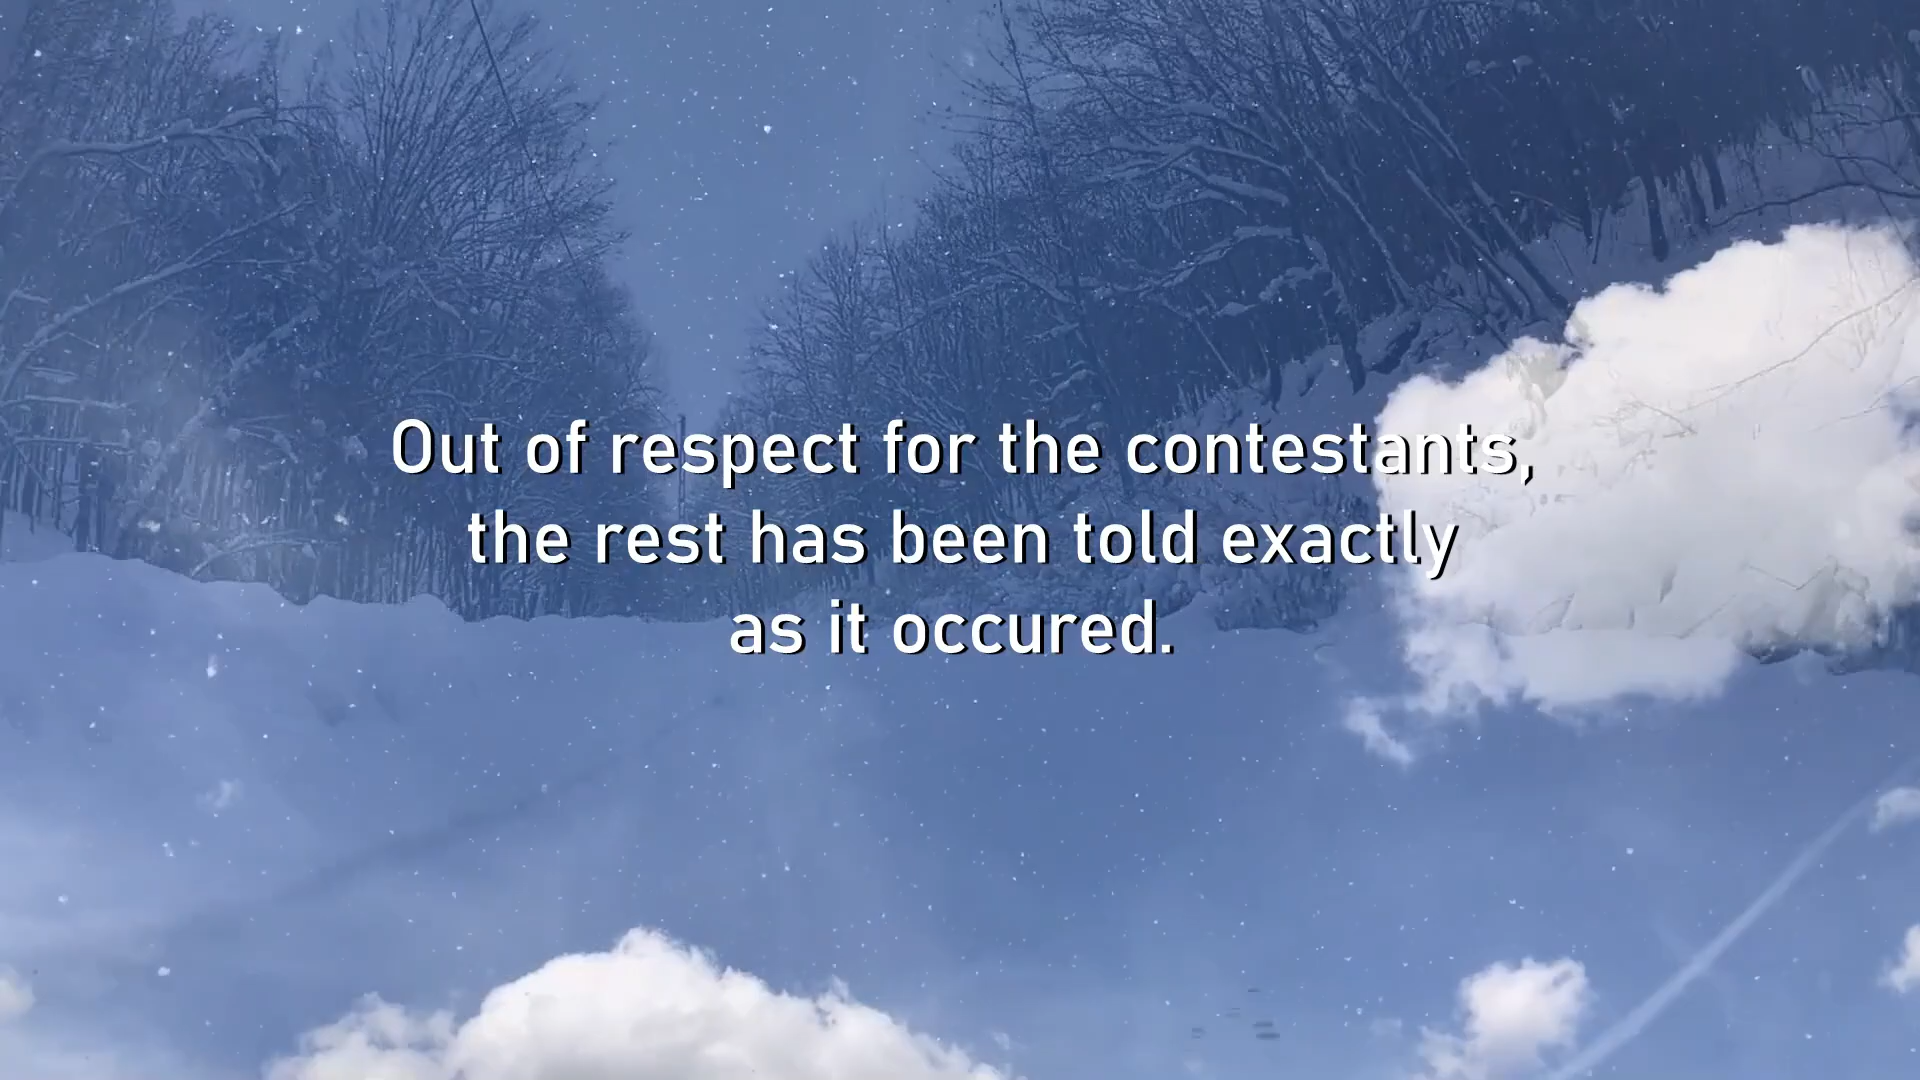 Out of respect for the contestants,
the rest has been told exactly
as it occured.